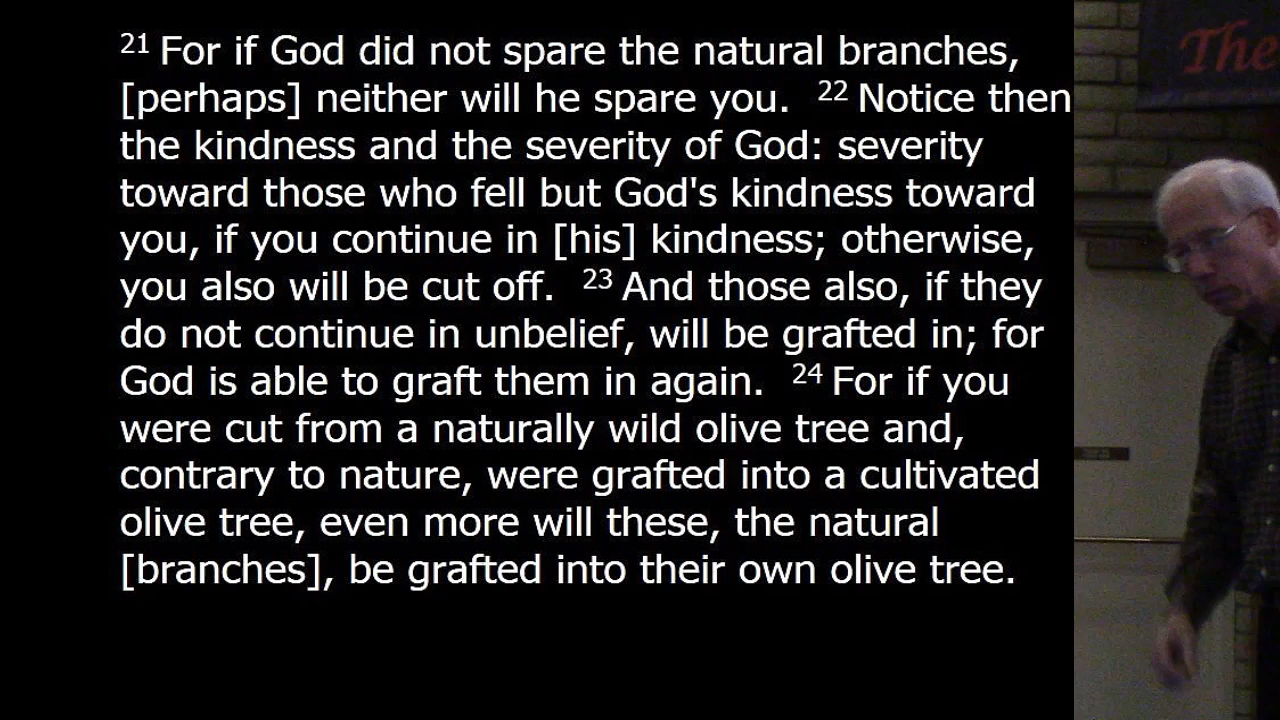 21 For if God did not spare the natural branches,
[perhaps] neither will he spare you. 22 Notice then
the kindness and the severity of God: severity
toward those who fell but God's kindness toward
you, if you continue in [his] kindness; otherwise,
you also will be cut off. 23 And those also, if they
do not continue in unbelief, will be grafted in; for
God is able to graft them in again. 24 For if you
were cut from a naturally wild olive tree and,
contrary to nature, were grafted into a cultivated
olive tree, even more will these, the natural
[branches], be grafted into their own olive tree.
The